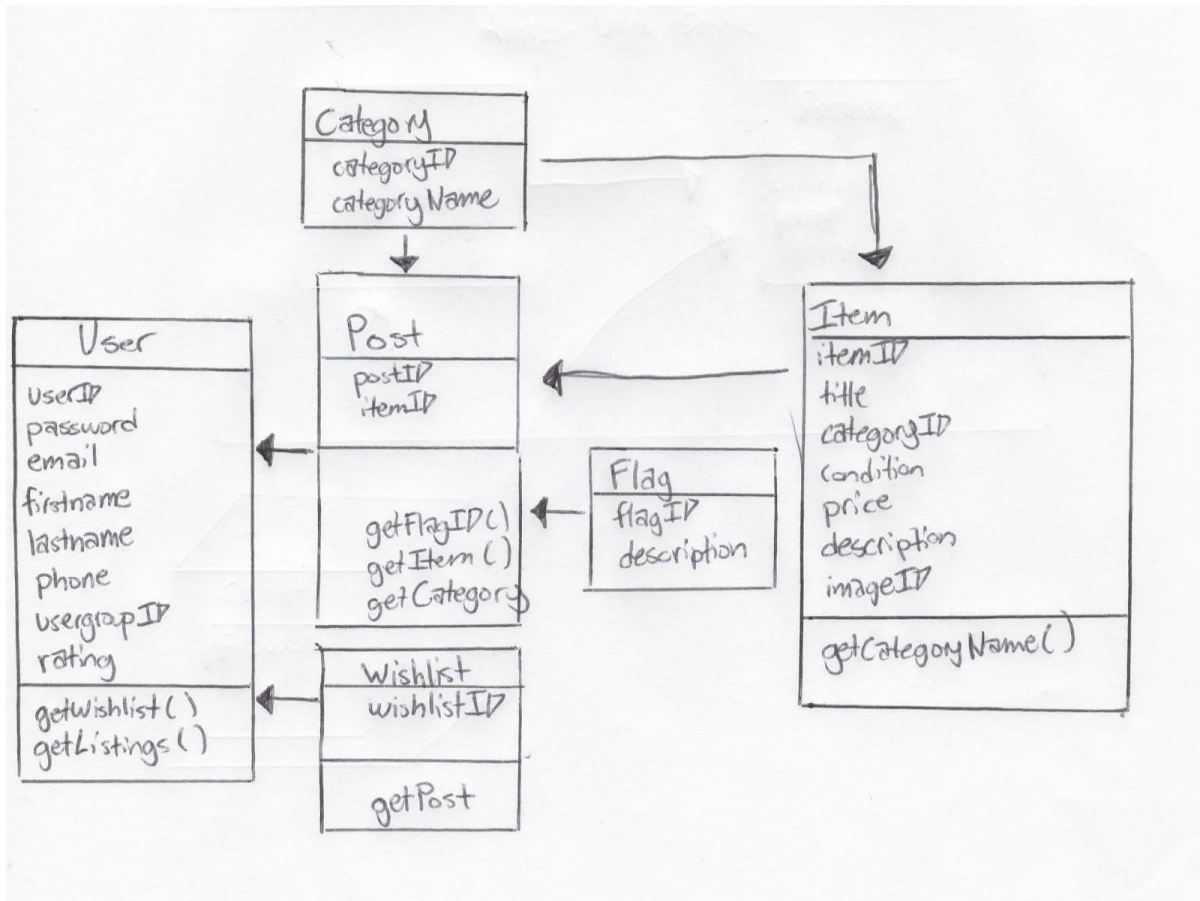 Category
categoryID
categoryName
Post
postID
itemID
getFlagID()
getItem()
getCategory
User
userID
password
email
firstname
lastname
phone
usergroupID
rating
getWishlist()
getListings()
Wishlist
wishlistID
getPost
Flag
flagID
description
Item
itemID
title
categoryID
condition
price
description
imageID
getCategoryName()